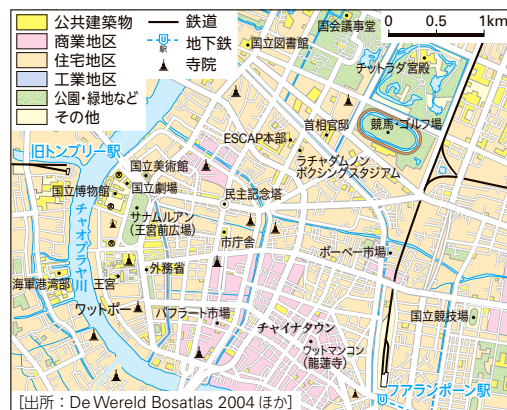 公共建築物
商業地区
住宅地区
工業地区
公園・緑地など
その他
鉄道
U 地下鉄
駅
寺院
0 0.5 1km
国会議事堂
国立図書館
チットラダ宮殿
首相官邸
競馬・ゴルフ場
ESCAP本部
ラチャダムノン
ボクシングスタジアム
旧トンブリー駅
国立美術館
国立博物館
国立劇場
民主記念塔
サナムルアン
(王宮前広場)
チャオプラヤ川
市庁舎
ボーベー市場
外務省
海軍港湾部
王宮
ワットポー
パフラート市場
チャイナタウン
国立競技場
ワットマンコン
(龍蓮寺)
U
フアランポーン駅
[出所：De Wereld Bosatlas 2004 ほか]